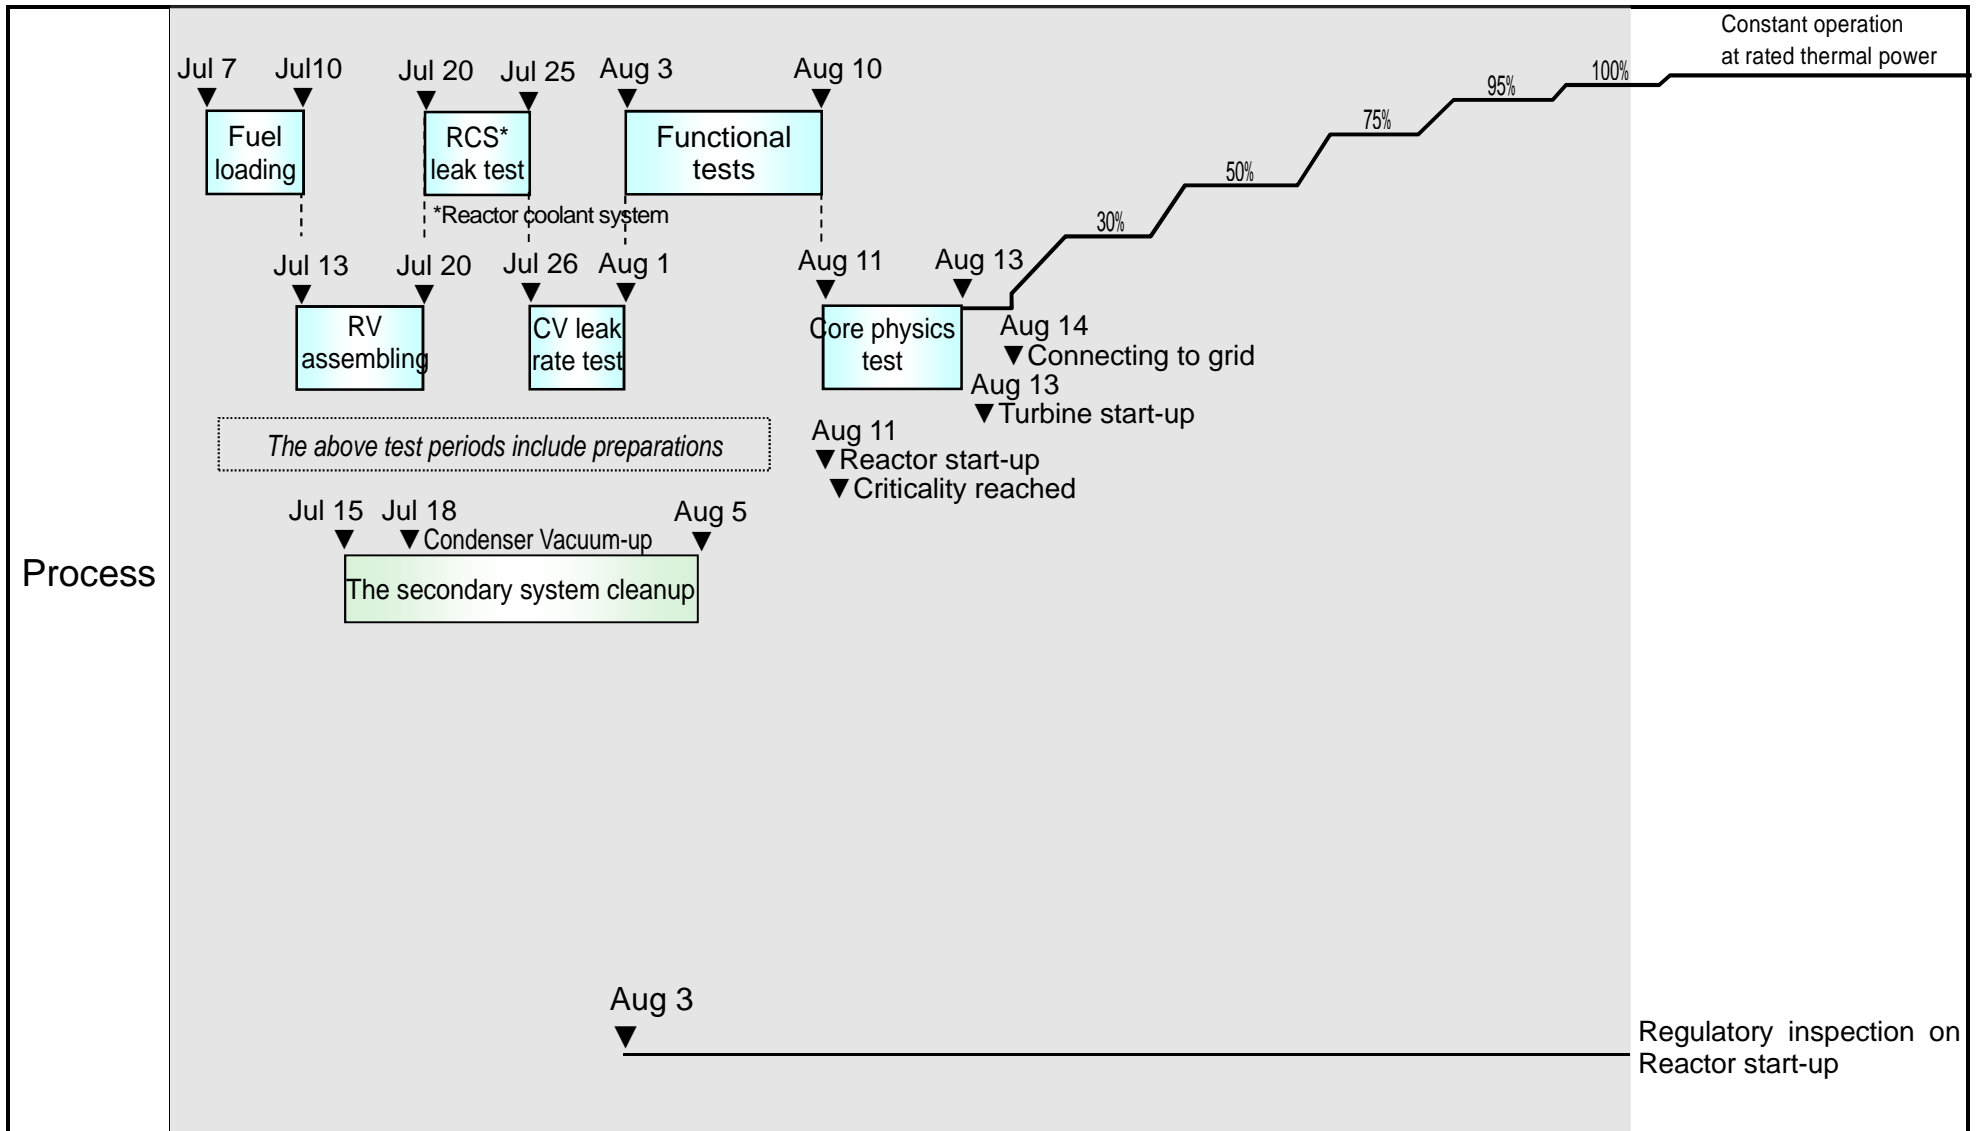 Constant operation
at rated thermal power
Jul 7
Jul10
Jul 20
Jul 25
Aug 3
Aug 10
Fuel
loading
RCS*
leak test
Functional
tests
*Reactor coolant system
30%
50%
75%
95%
100%
Jul 13
Jul 20
Jul 26
Aug 1
Aug 11
Aug 13
RV
assembling
CV leak
rate test
Core physics
test
Aug 14
▼Connecting to grid
Aug 13
▼Turbine start-up
The above test periods include preparations
Aug 11
▼Reactor start-up
▼Criticality reached
Jul 15
Jul 18
Aug 5
▼Condenser Vacuum-up
The secondary system cleanup
Process
Aug 3
Regulatory inspection on
Reactor start-up